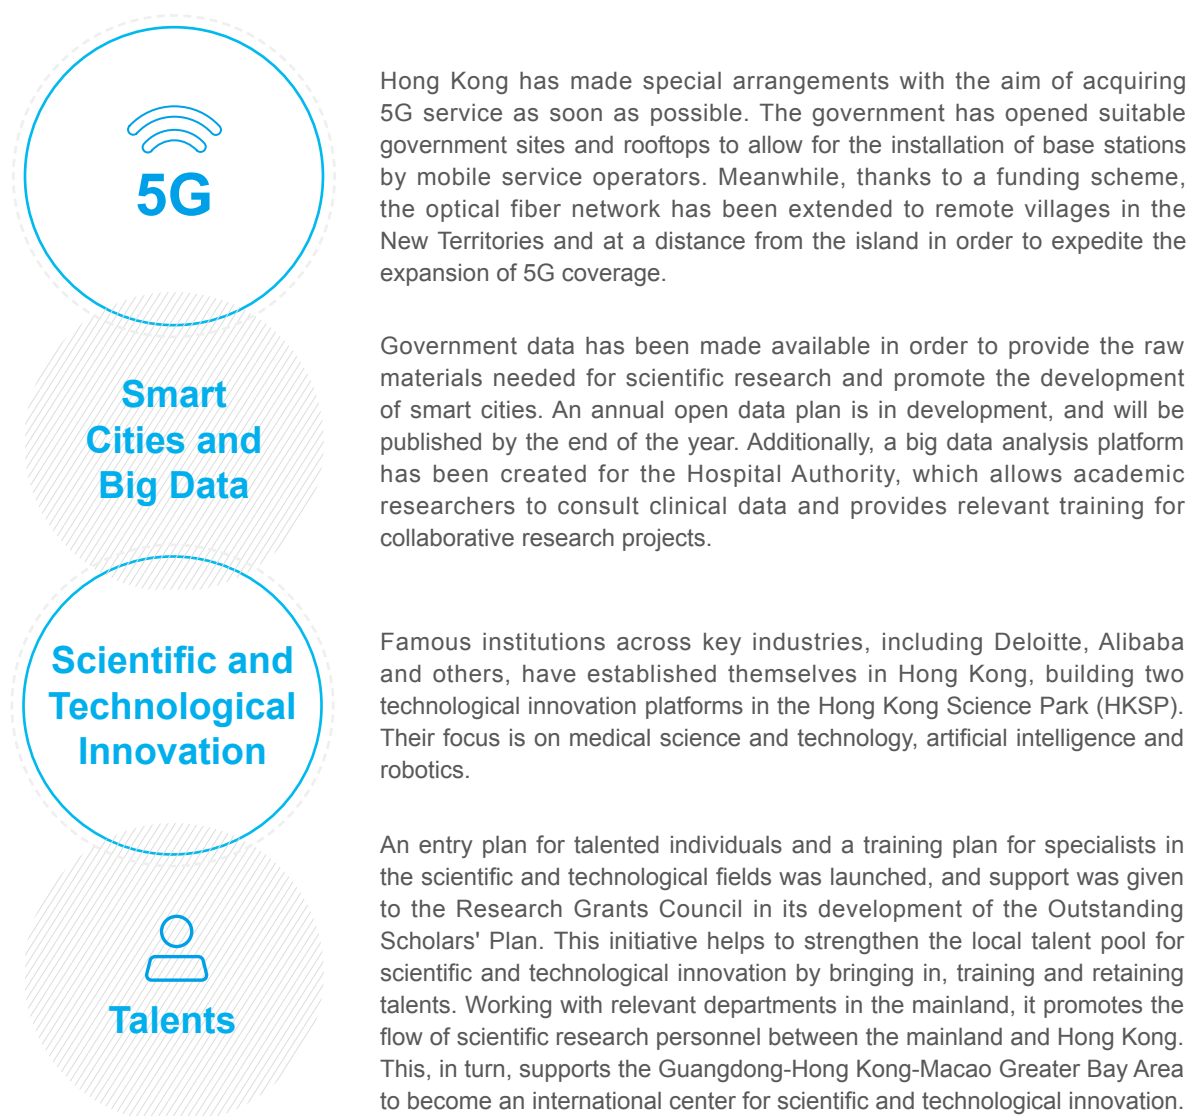 5G
Hong Kong has made special arrangements with the aim of acquiring
5G service as soon as possible. The government has opened suitable
government sites and rooftops to allow for the installation of base stations
by mobile service operators. Meanwhile, thanks to a funding scheme,
the optical fiber network has been extended to remote villages in the
New Territories and at a distance from the island in order to expedite the
expansion of 5G coverage.
Smart
Cities and
Big Data
Government data has been made available in order to provide the raw
materials needed for scientific research and promote the development
of smart cities. An annual open data plan is in development, and will be
published by the end of the year. Additionally, a big data analysis platform
has been created for the Hospital Authority, which allows academic
researchers to consult clinical data and provides relevant training for
collaborative research projects.
Scientific and
Technological
Innovation
Famous institutions across key industries, including Deloitte, Alibaba
and others, have established themselves in Hong Kong, building two
technological innovation platforms in the Hong Kong Science Park (HKSP).
Their focus is on medical science and technology, artificial intelligence and
robotics.
Talents
An entry plan for talented individuals and a training plan for specialists in
the scientific and technological fields was launched, and support was given
to the Research Grants Council in its development of the Outstanding
Scholars' Plan. This initiative helps to strengthen the local talent pool for
scientific and technological innovation by bringing in, training and retaining
talents. Working with relevant departments in the mainland, it promotes the
flow of scientific research personnel between the mainland and Hong Kong.
This, in turn, supports the Guangdong-Hong Kong-Macao Greater Bay Area
to become an international center for scientific and technological innovation.